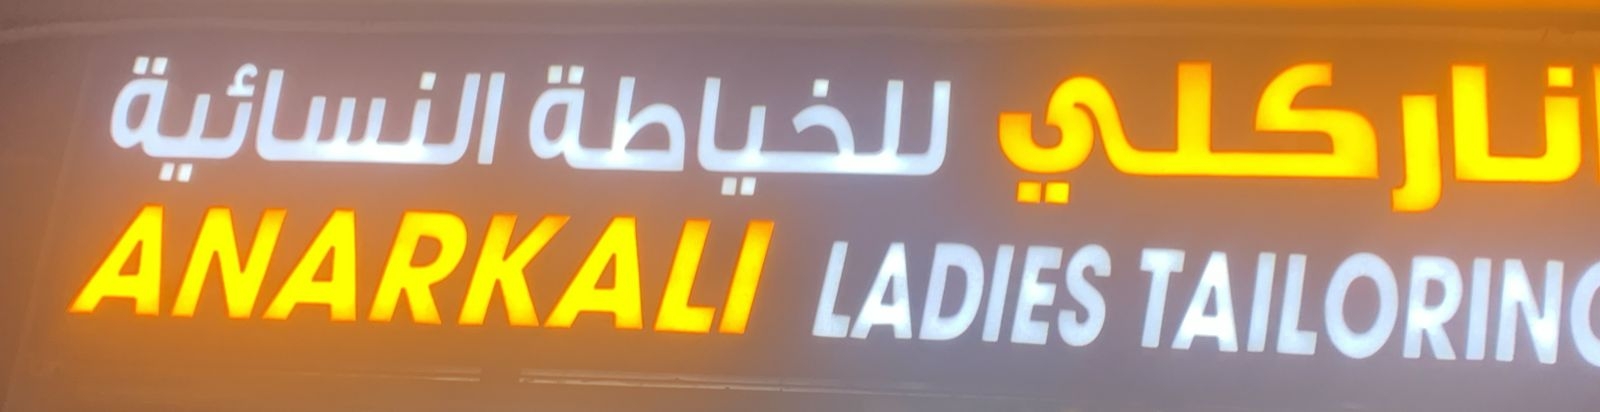 اناركلي للخياطة النسائية
ANARKALI LADIES TAILORING